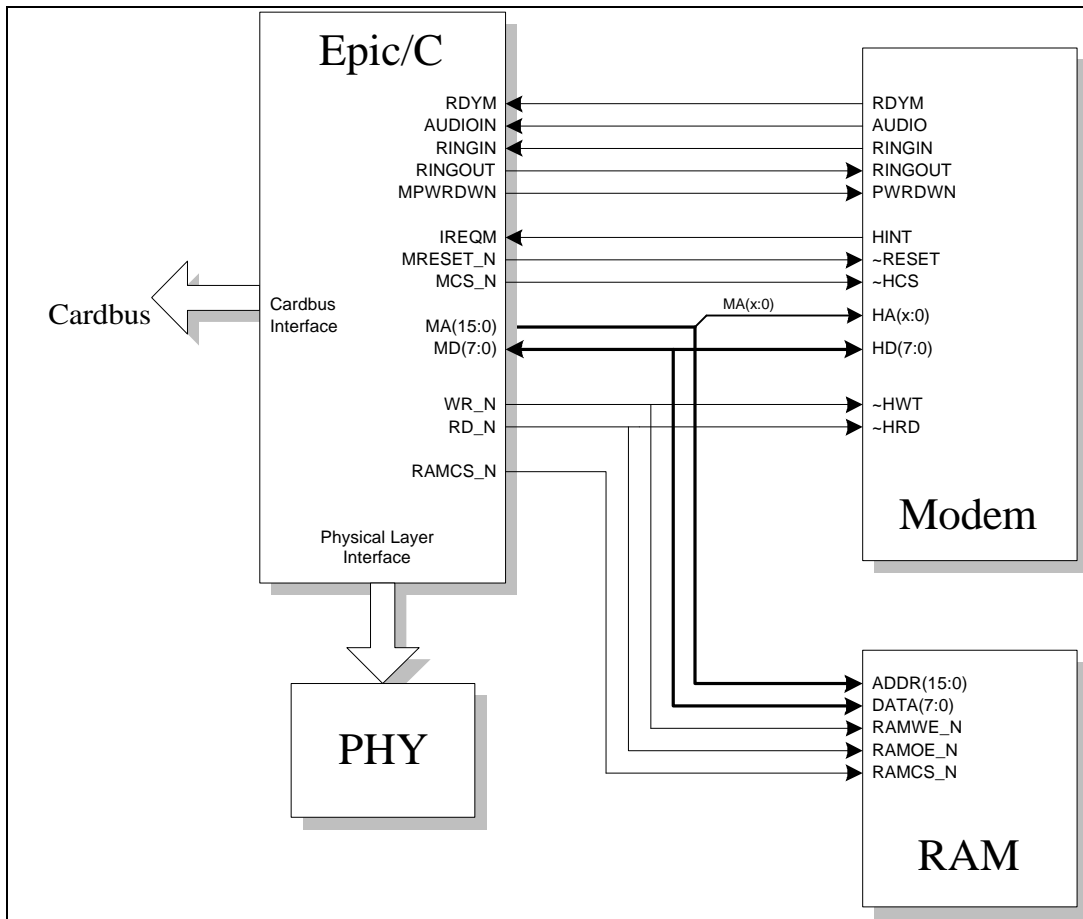 Epic/C
RDYM
AUDIOIN
RINGIN
RINGOUT
MPWRDWN
IREQM
MRESET_N
MCS_N
Cardbus
Interface
MA(15:0)
MD(7:0)
WR_N
RD_N
RAMCS_N
Physical Layer
Interface
Cardbus
MA(x:0)
RDYM
AUDIO
RINGIN
RINGOUT
PWRDWN
HINT
~RESET
~HCS
HA(x:0)
HD(7:0)
~HWT
~HRD
Modem
PHY
ADDR(15:0)
DATA(7:0)
RAMWE_N
RAMOE_N
RAMCS_N
RAM